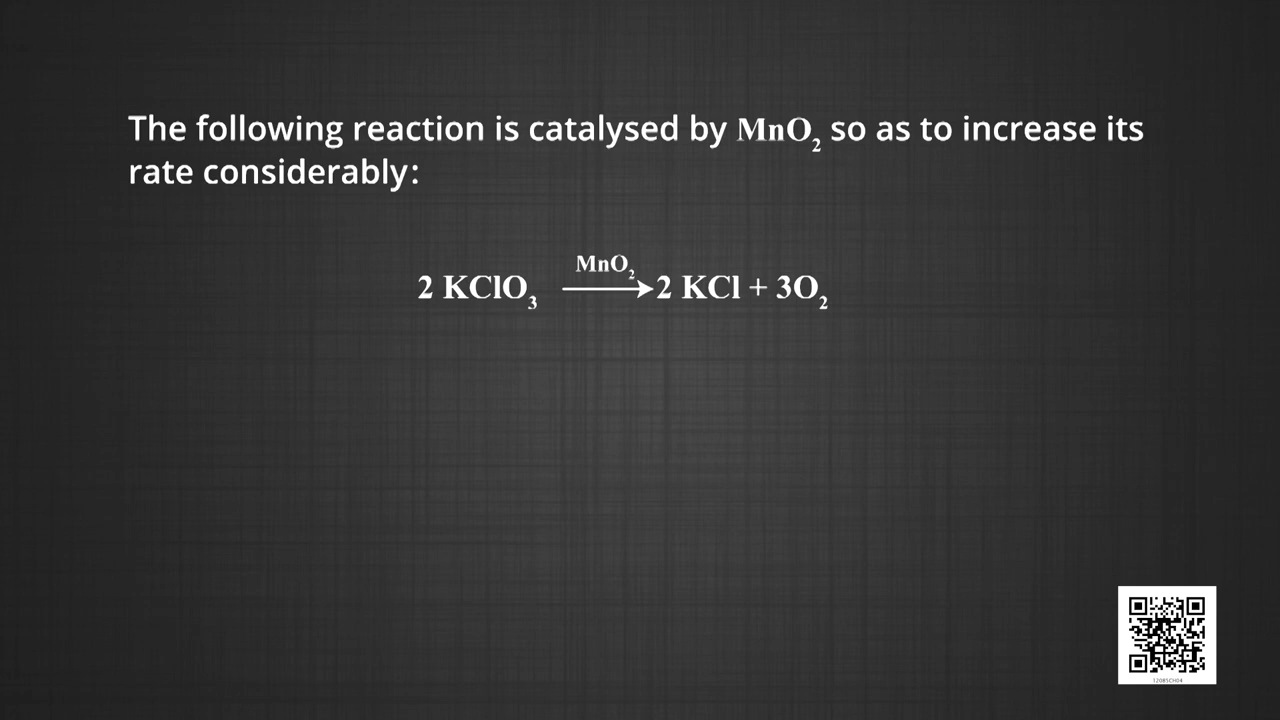 The following reaction is catalysed by MnO₂ so as to increase its
rate considerably:
MnO₂
2 KClO₃ ⟶ 2 KCl + 3O₂
12085CH04